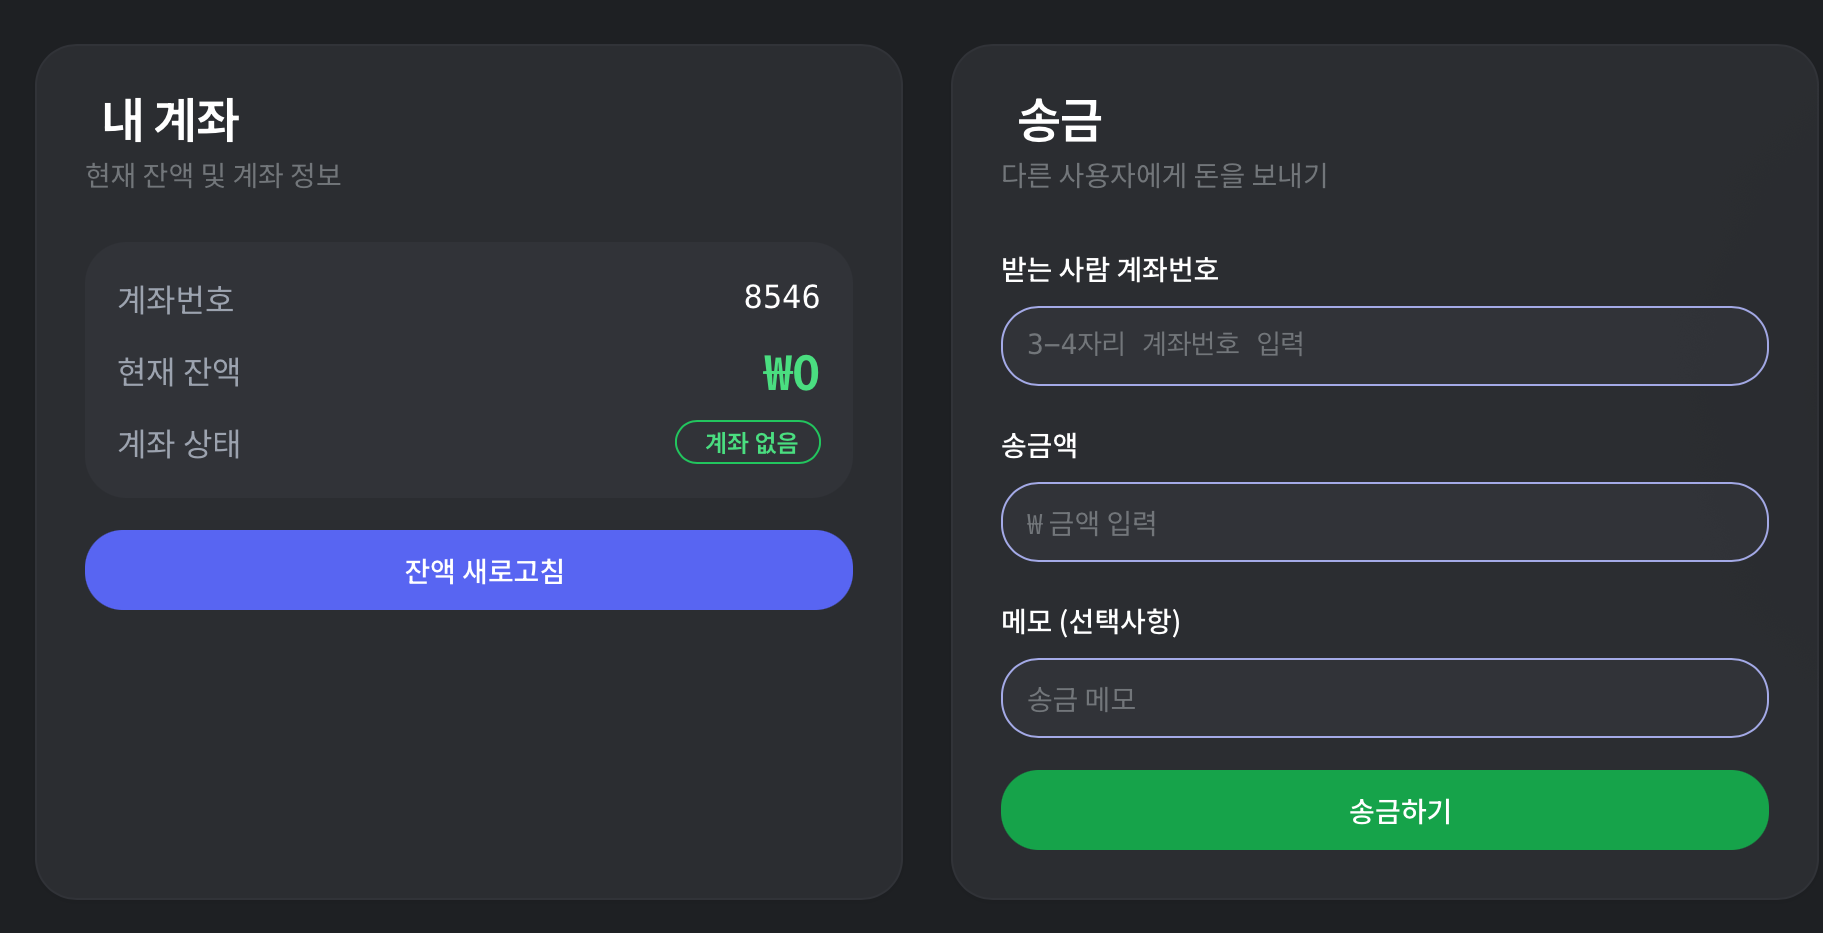 내 계좌
현재 잔액 및 계좌 정보
계좌번호 8546
현재 잔액 ₩0
계좌 상태 계좌 없음
잔액 새로고침
송금
다른 사용자에게 돈을 보내기
받는 사람 계좌번호
3-4자리 계좌번호 입력
송금액
₩ 금액 입력
메모 (선택사항)
송금 메모
송금하기